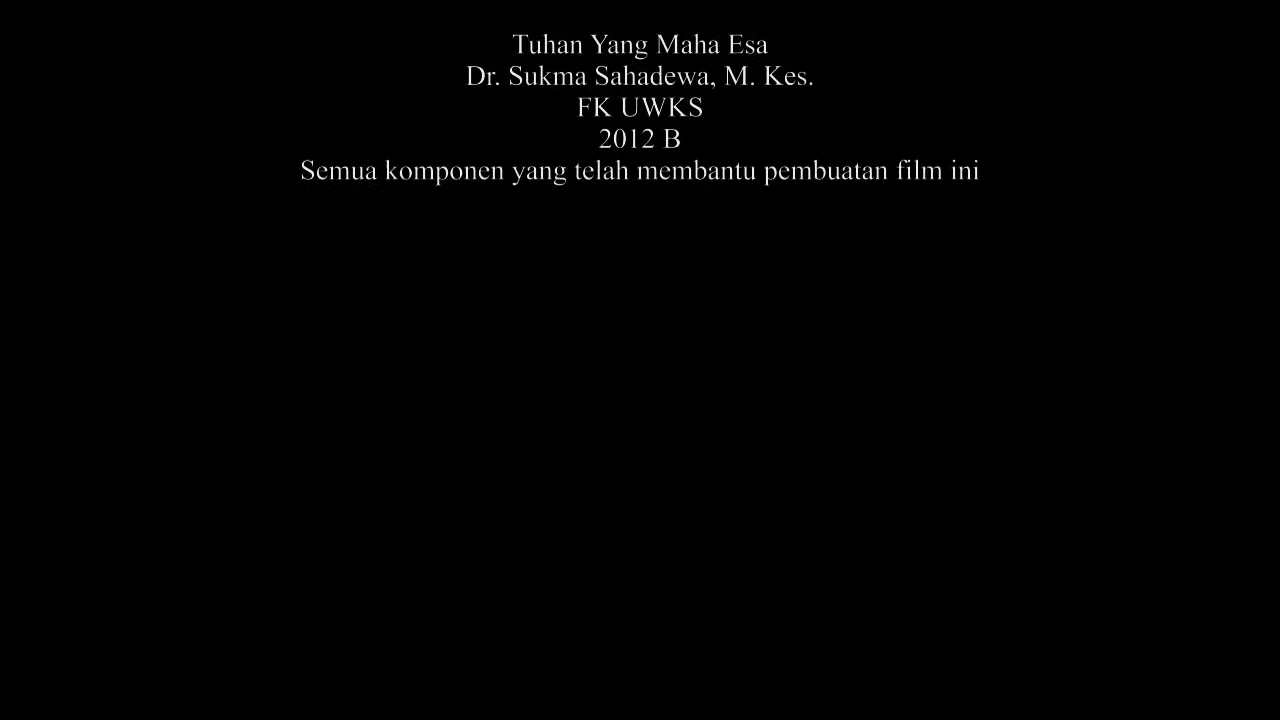 Tuhan Yang Maha Esa
Dr. Sukma Sahadewa, M. Kes.
FK UWKS
2012 B
Semua komponen yang telah membantu pembuatan film ini